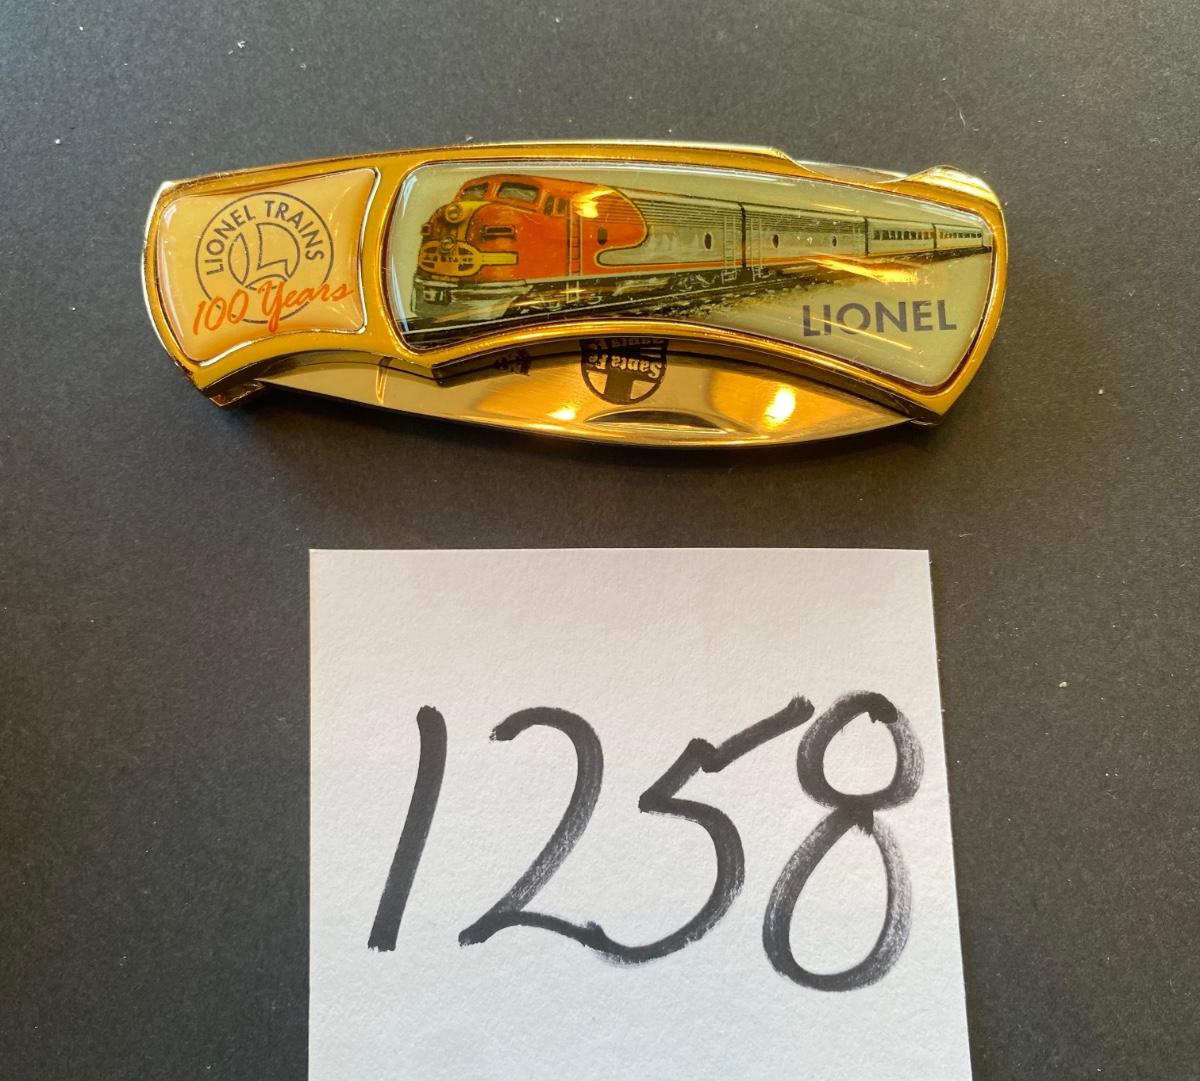 LIONEL TRAINS
L
100 Years
LIONEL
Santa Fe
1258